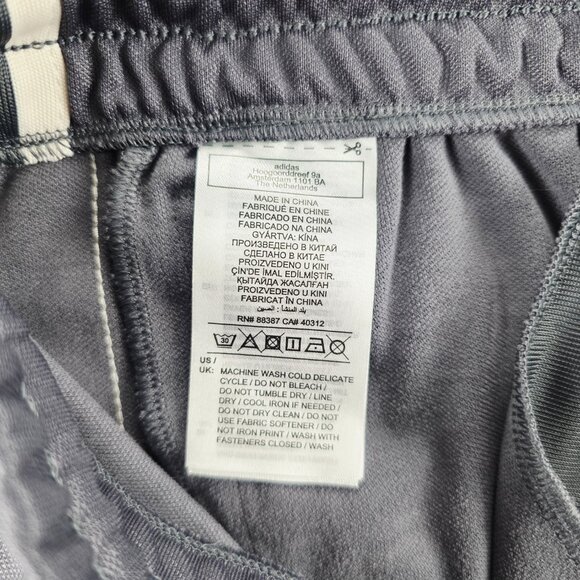 adidas
Hoogoorddreef 9a
Amsterdam 1101 BA
The Netherlands
MADE IN CHINA
FABRIQUÉ EN CHINE
FABRICADO EN CHINA
FABRICADO NA CHINA
GYÁRTVA: KÍNA
ПРОИЗВЕДЕНО В КИТАЙ
СДЕЛАНО В КИТАЕ
PROIZVEDENO U KINI
ÇİN'DE İMAL EDİLMİŞTİR.
ҚЫТАЙДА ЖАСАЛҒАН
PROIZVEDENO U KINI
FABRICAT ÎN CHINA
بلد المنشأ : الصين
RN# 88387 CA# 40312
30
US /
UK: MACHINE WASH COLD DELICATE
CYCLE / DO NOT BLEACH /
DO NOT TUMBLE DRY / LINE
DRY / COOL IRON IF NEEDED /
DO NOT DRY CLEAN / DO NOT
USE FABRIC SOFTENER / DO
NOT IRON PRINT / WASH WITH
FASTENERS CLOSED / WASH